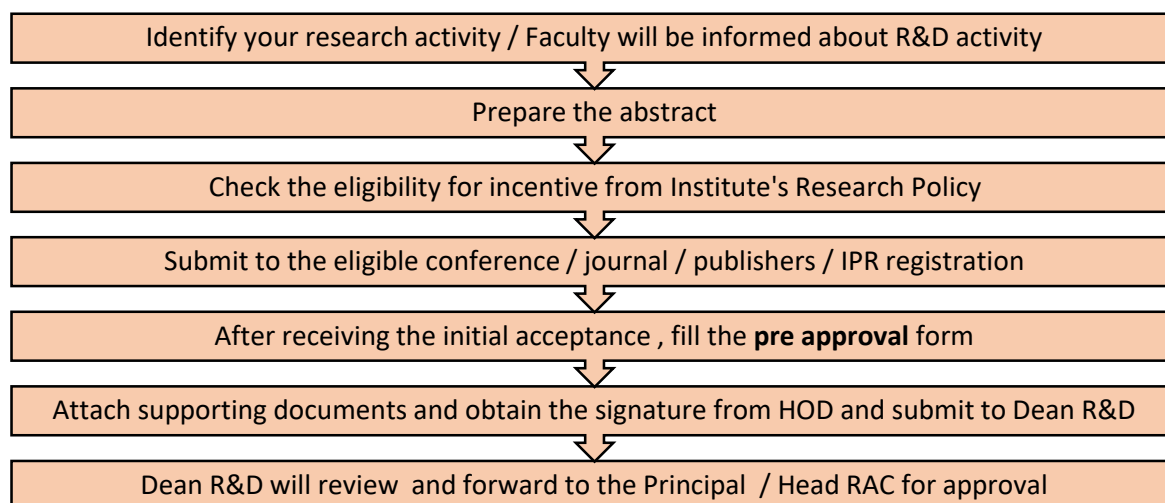 Identify your research activity / Faculty will be informed about R&D activity
Prepare the abstract
Check the eligibility for incentive from Institute's Research Policy
Submit to the eligible conference / journal / publishers / IPR registration
After receiving the initial acceptance , fill the pre approval form
Attach supporting documents and obtain the signature from HOD and submit to Dean R&D
Dean R&D will review and forward to the Principal / Head RAC for approval